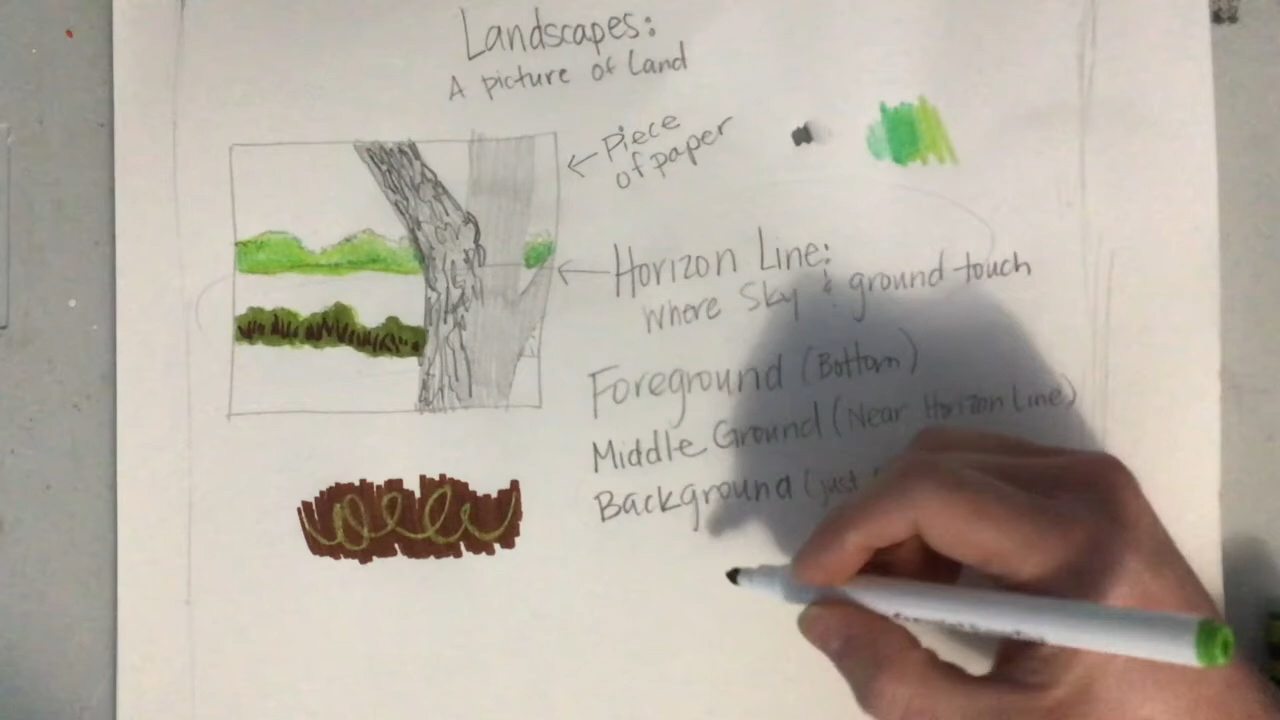 Landscapes:
A picture of Land
← Piece
of paper
← Horizon Line:
Where Sky & ground touch
Foreground (Bottom)
Middle Ground (Near Horizon Line)
Background (just